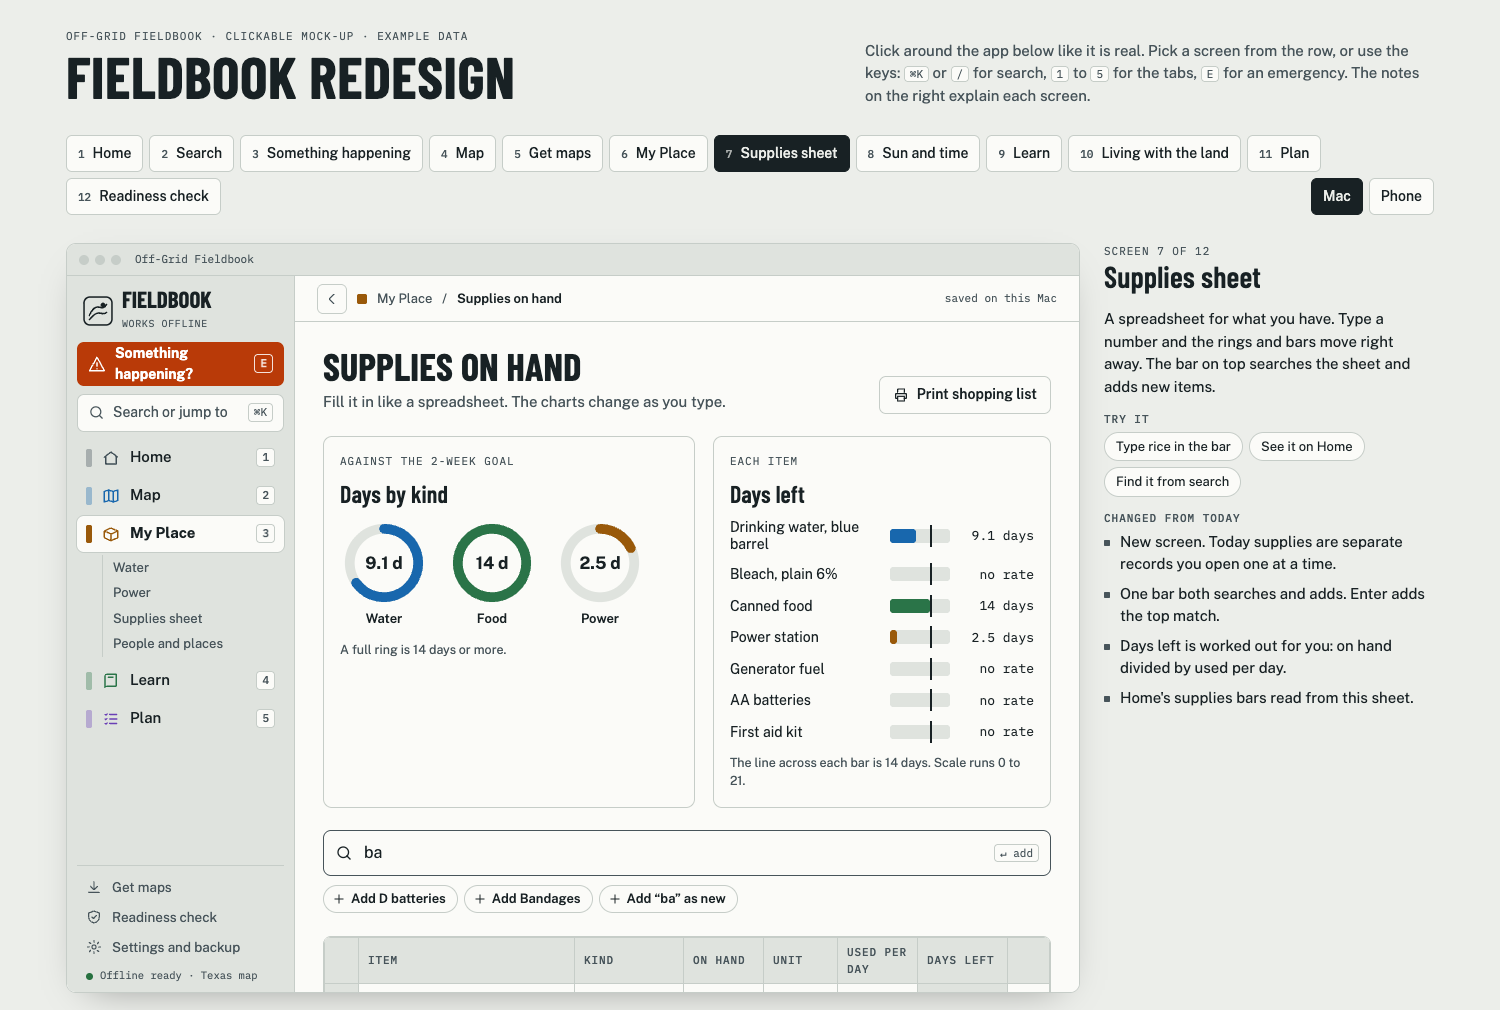 OFF-GRID FIELDBOOK · CLICKABLE MOCK-UP · EXAMPLE DATA
FIELDBOOK REDESIGN
Click around the app below like it is real. Pick a screen from the row, or use the
keys: ⌘K or / for search, 1 to 5 for the tabs, E for an emergency. The notes
on the right explain each screen.
1 Home
2 Search
3 Something happening
4 Map
5 Get maps
6 My Place
7 Supplies sheet
8 Sun and time
9 Learn
10 Living with the land
11 Plan
12 Readiness check
Mac
Phone
Off-Grid Fieldbook
FIELDBOOK
WORKS OFFLINE
Something
happening?
E
Search or jump to ⌘K
Home 1
Map 2
My Place 3
Water
Power
Supplies sheet
People and places
Learn 4
Plan 5
Get maps
Readiness check
Settings and backup
Offline ready · Texas map
My Place / Supplies on hand
saved on this Mac
SUPPLIES ON HAND
Fill it in like a spreadsheet. The charts change as you type.
Print shopping list
AGAINST THE 2-WEEK GOAL
Days by kind
9.1 d
14 d
2.5 d
Water
Food
Power
A full ring is 14 days or more.
EACH ITEM
Days left
Drinking water, blue
barrel
9.1 days
Bleach, plain 6% no rate
Canned food 14 days
Power station 2.5 days
Generator fuel no rate
AA batteries no rate
First aid kit no rate
The line across each bar is 14 days. Scale runs 0 to
21.
ba
↵ add
+ Add D batteries
+ Add Bandages
+ Add “ba” as new
ITEM
KIND
ON HAND
UNIT
USED PER
DAY
DAYS LEFT
SCREEN 7 OF 12
Supplies sheet
A spreadsheet for what you have. Type a
number and the rings and bars move right
away. The bar on top searches the sheet and
adds new items.
TRY IT
Type rice in the bar
See it on Home
Find it from search
CHANGED FROM TODAY
New screen. Today supplies are separate
records you open one at a time.
One bar both searches and adds. Enter adds
the top match.
Days left is worked out for you: on hand
divided by used per day.
Home's supplies bars read from this sheet.